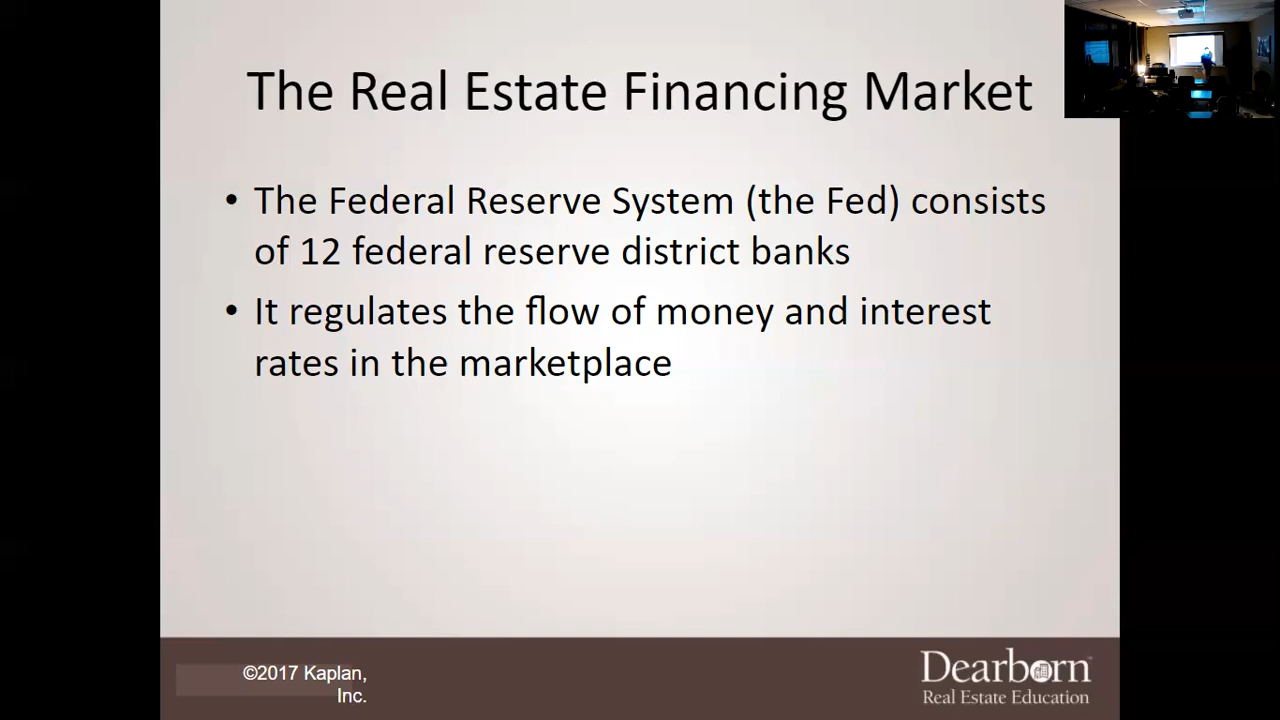 The Real Estate Financing Market
• The Federal Reserve System (the Fed) consists
of 12 federal reserve district banks
• It regulates the flow of money and interest
rates in the marketplace
©2017 Kaplan,
Inc.
Dearborn™
Real Estate Education